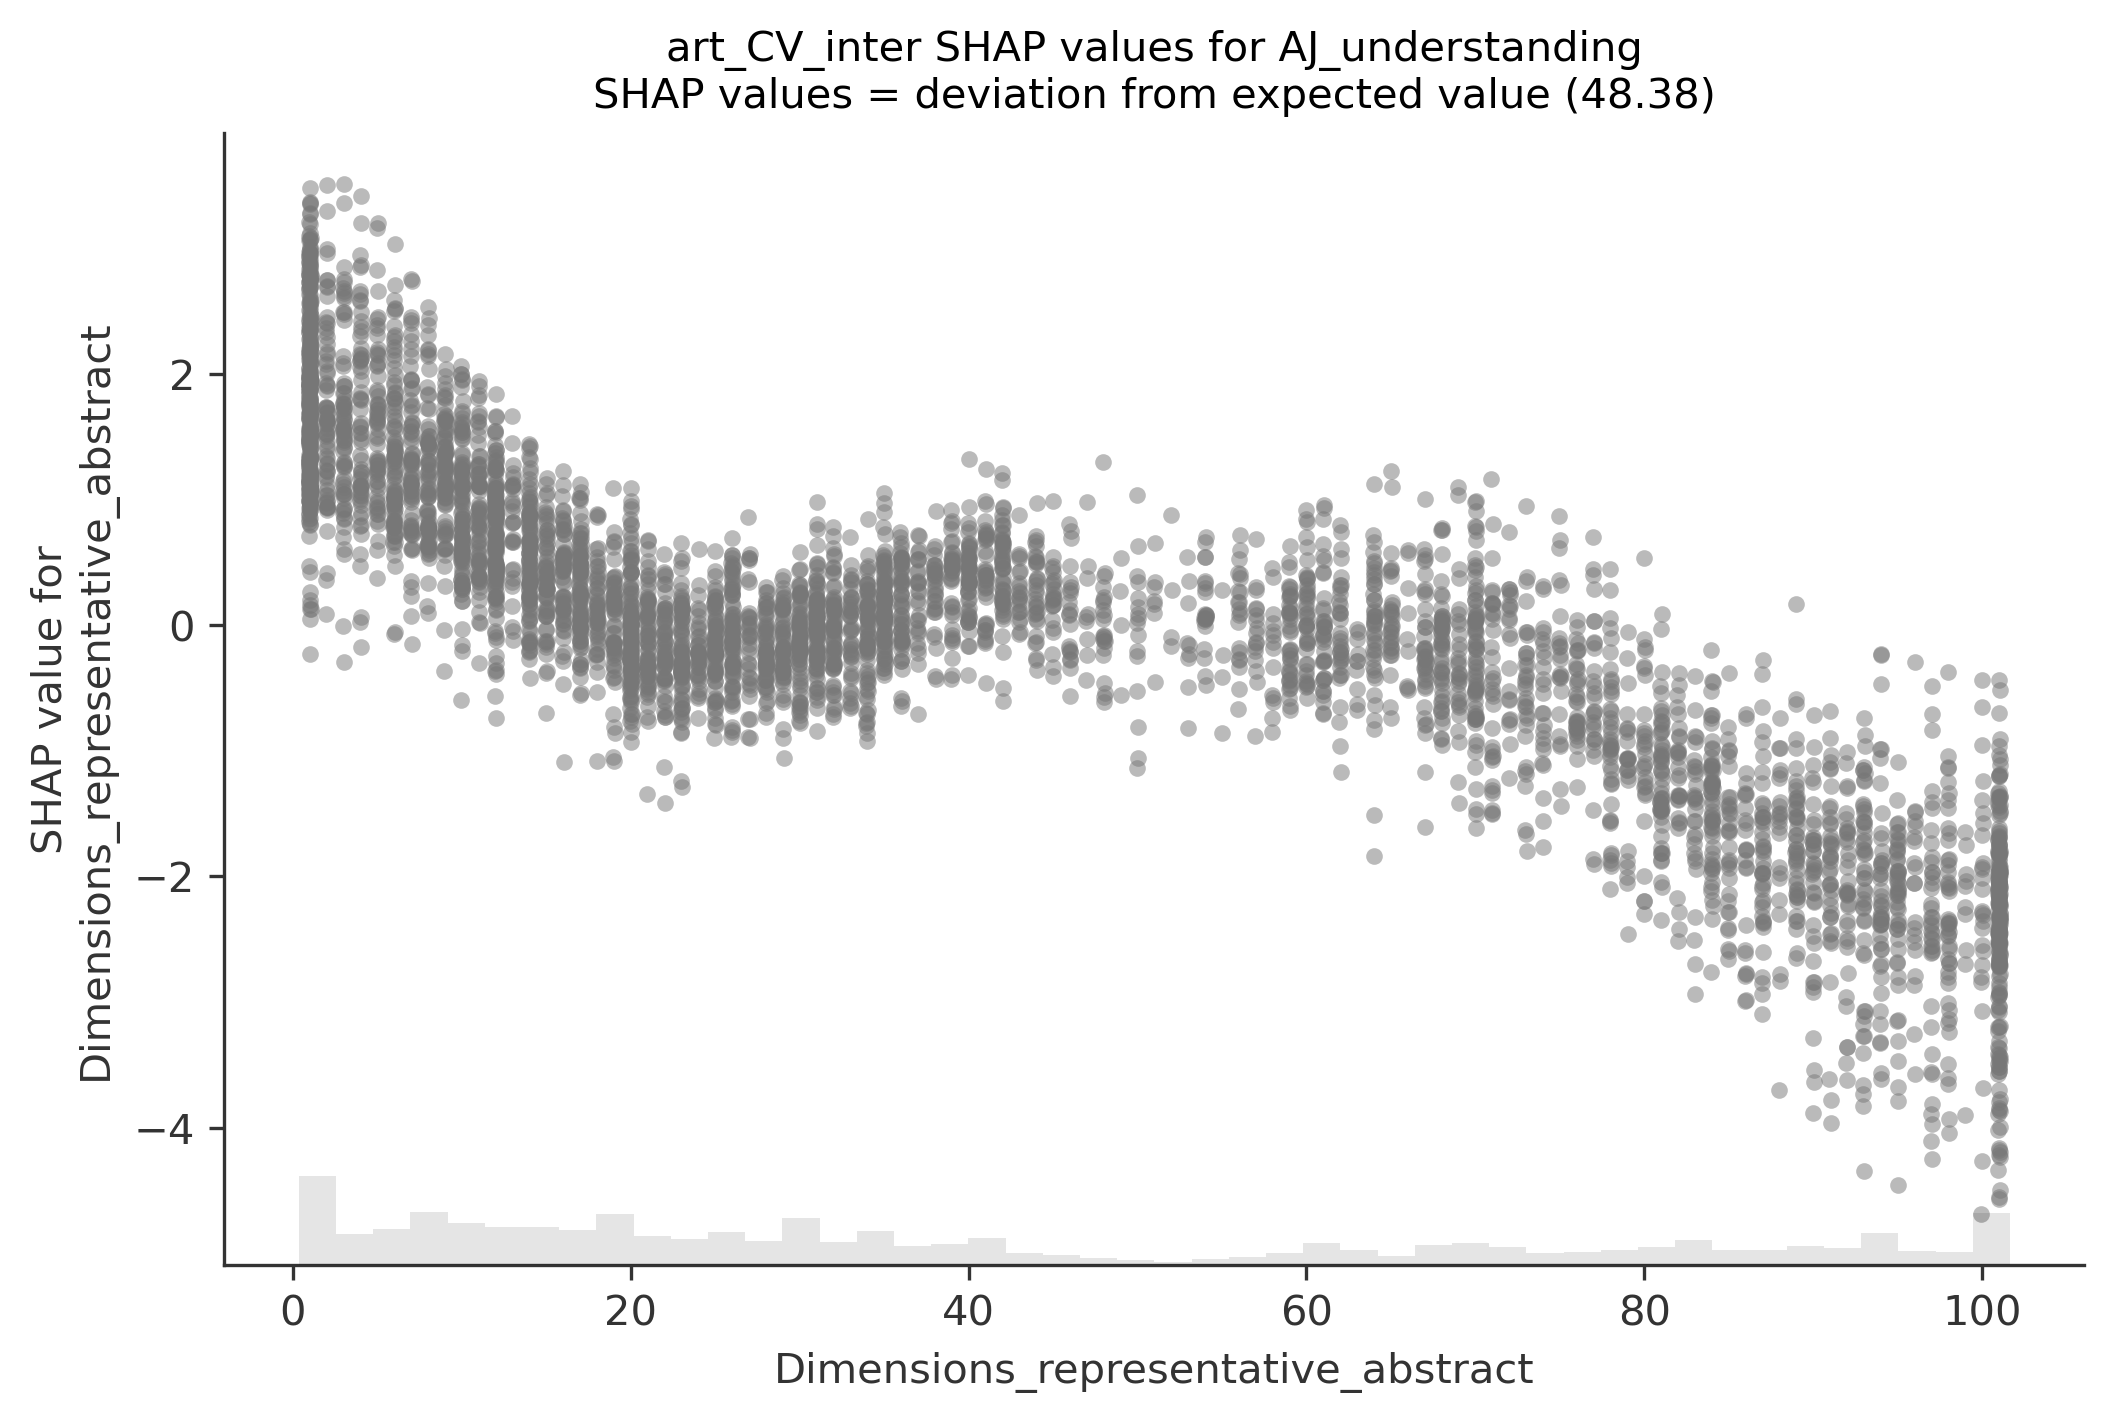 art_CV_inter SHAP values for AJ_understanding
SHAP values = deviation from expected value (48.38)
SHAP value for
Dimensions_representative_abstract
2
0
−2
−4
0
20
40
60
80
100
Dimensions_representative_abstract